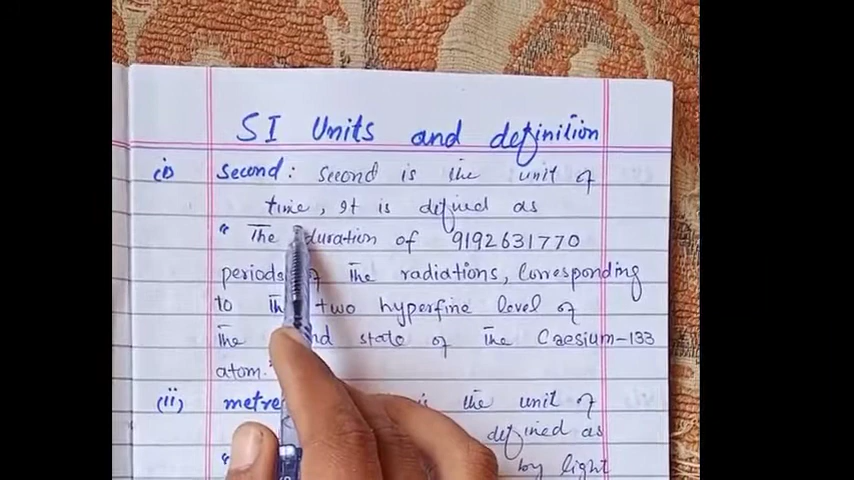 SI Units and definition
(i) Second: Second is the unit of
time, It is defined as
" The duration of 9192631770
periods of the radiations, Corresponding
to the two hyperfine level of
The nd state of The Caesium-133
atom."
(ii) metre the unit of
defined as
" by light